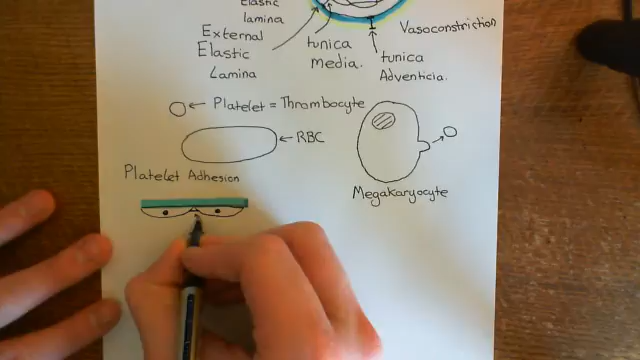 Elastic
lamina
External
Elastic
Lamina
tunica
Media.
tunica
Adventicia.
Vasoconstriction
Platelet = Thrombocyte
RBC
Megakaryocyte
Platelet Adhesion